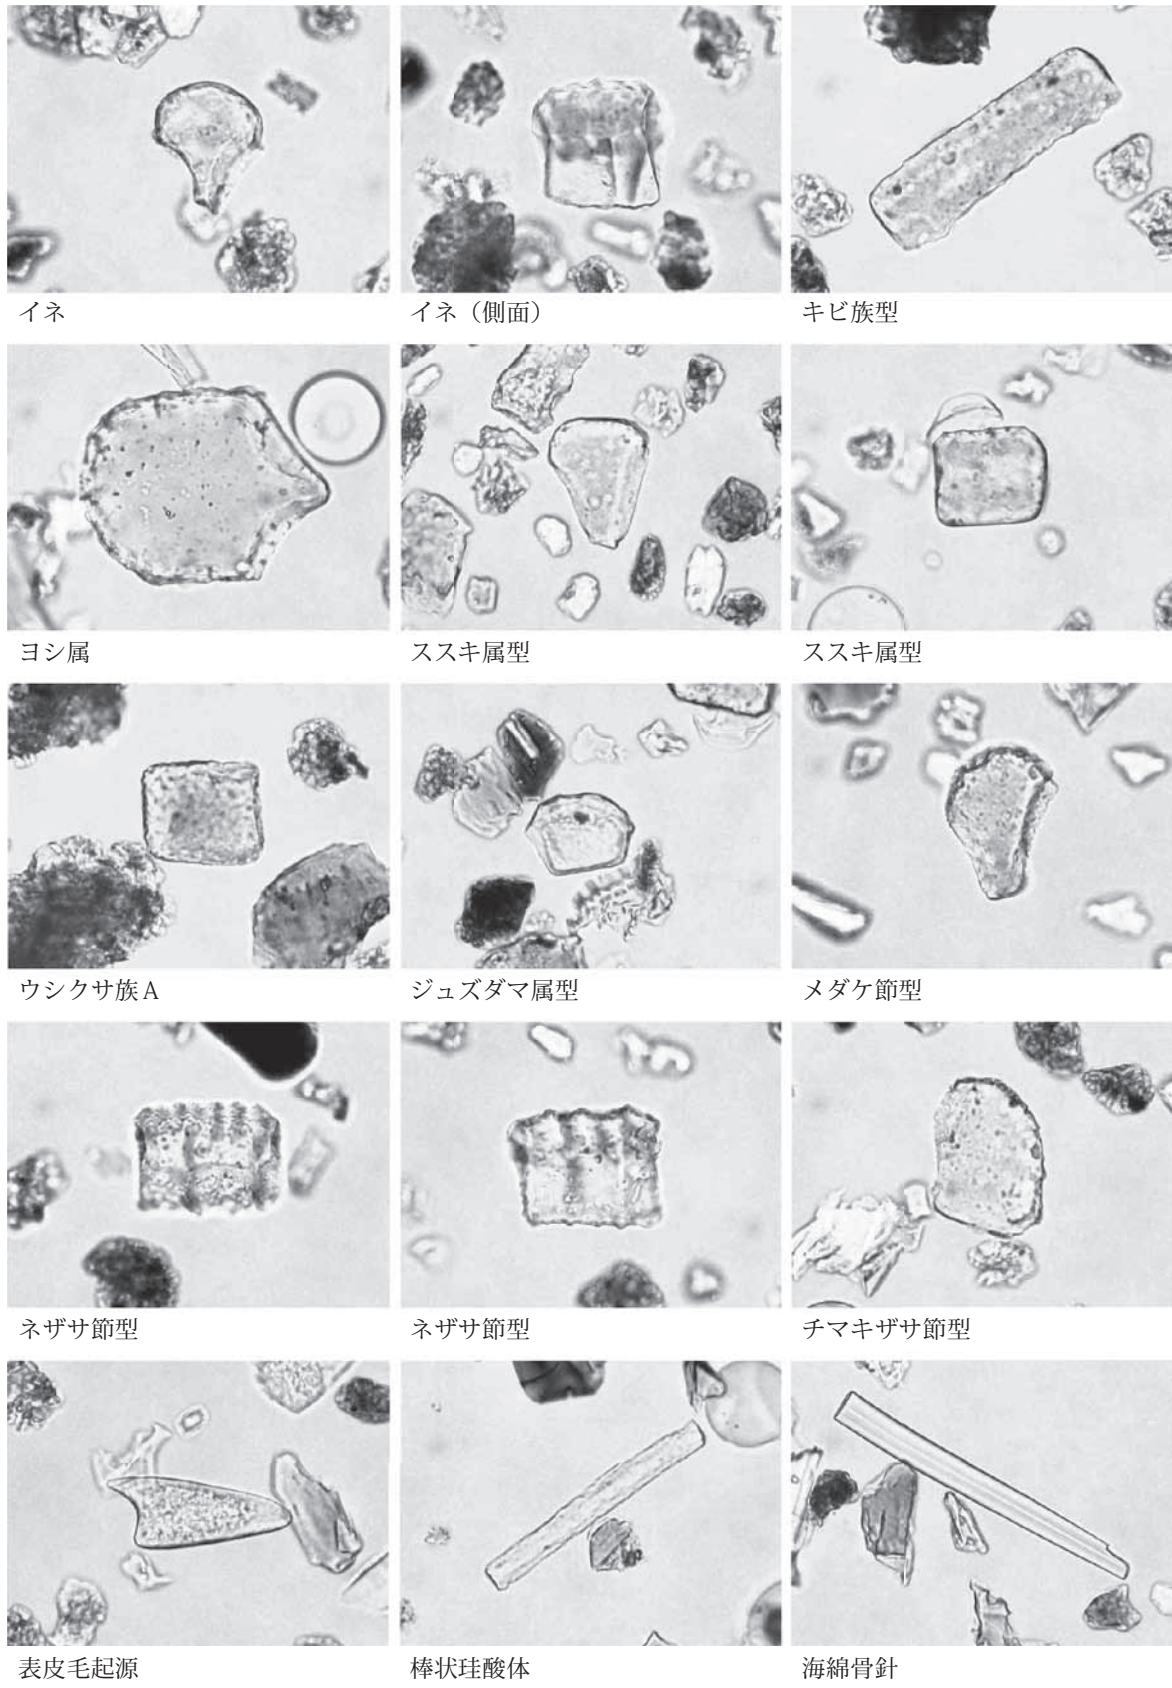 イネ
イネ（側面）
キビ族型
ヨシ属
ススキ属型
ススキ属型
ウシクサ族A
ジュズダマ属型
メダケ節型
ネザサ節型
ネザサ節型
チマキザサ節型
表皮毛起源
棒状珪酸体
海綿骨針